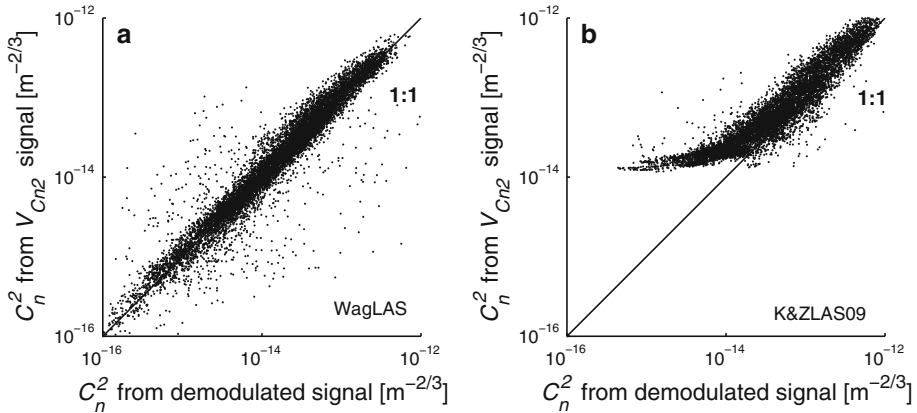 a
10^-12
10^-14
10^-16
C_n^2 from V_Cn2 signal [m^-2/3]
1:1
WagLAS
10^-16
10^-14
10^-12
C_n^2 from demodulated signal [m^-2/3]
b
10^-12
10^-14
10^-16
C_n^2 from V_Cn2 signal [m^-2/3]
1:1
K&ZLAS09
10^-16
10^-14
10^-12
C_n^2 from demodulated signal [m^-2/3]